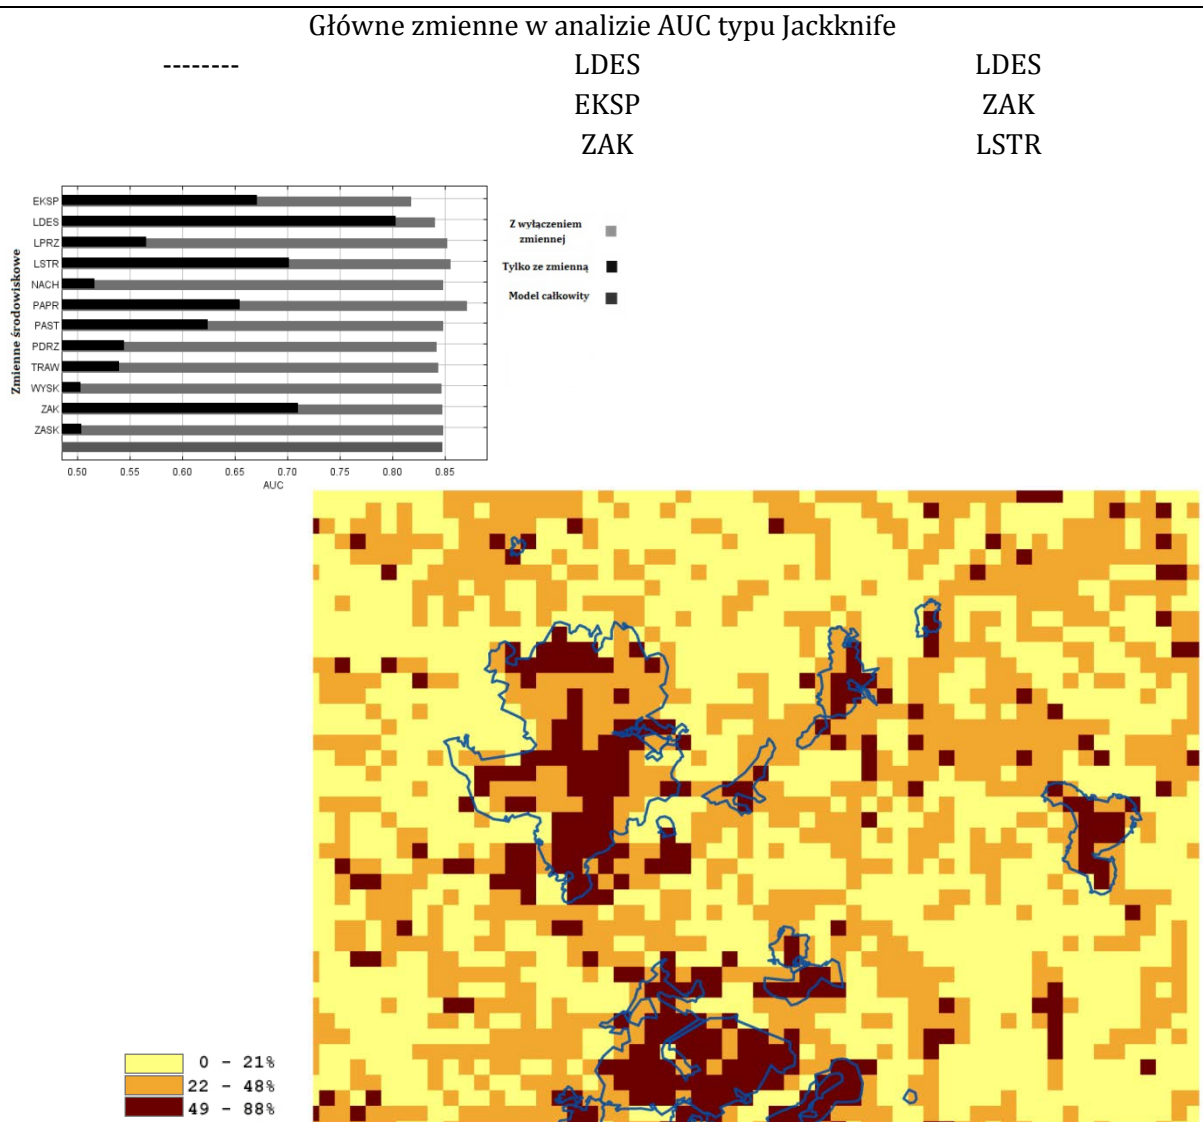 Główne zmienne w analizie AUC typu Jackknife
-------- LDES LDES
EKSP ZAK
ZAK LSTR
Zmienne środowiskowe
EKSP
LDES
LPRZ
LSTR
NACH
PAPR
PAST
PDRZ
TRAW
WYSK
ZAK
ZASK
0.50 0.55 0.60 0.65 0.70 0.75 0.80 0.85
AUC
Z wyłączeniem
zmiennej
Tylko ze zmienną
Model całkowity
0 - 21%
22 - 48%
49 - 88%